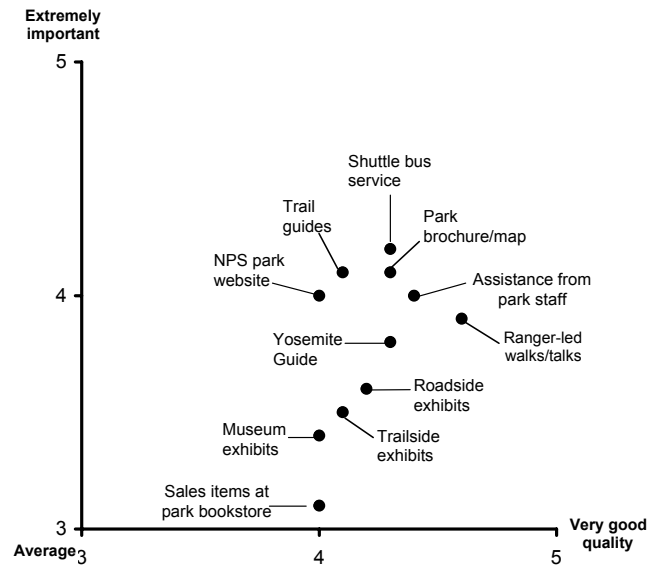 Extremely
important
5
Shuttle bus
service
Trail
guides
Park
brochure/map
NPS park
website
Assistance from
park staff
4
Yosemite
Guide
Ranger-led
walks/talks
Roadside
exhibits
Museum
exhibits
Trailside
exhibits
Sales items at
park bookstore
3
Very good
quality
Average
3
4
5